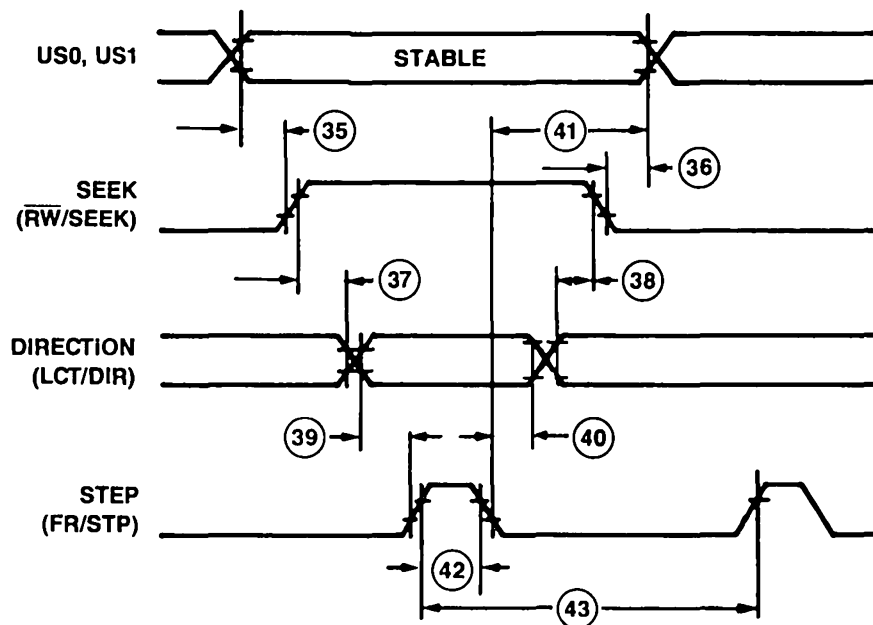 US0, US1
STABLE
35
41
36
SEEK
(R̅W̅/SEEK)
37
38
DIRECTION
(LCT/DIR)
39
40
STEP
(FR/STP)
42
43